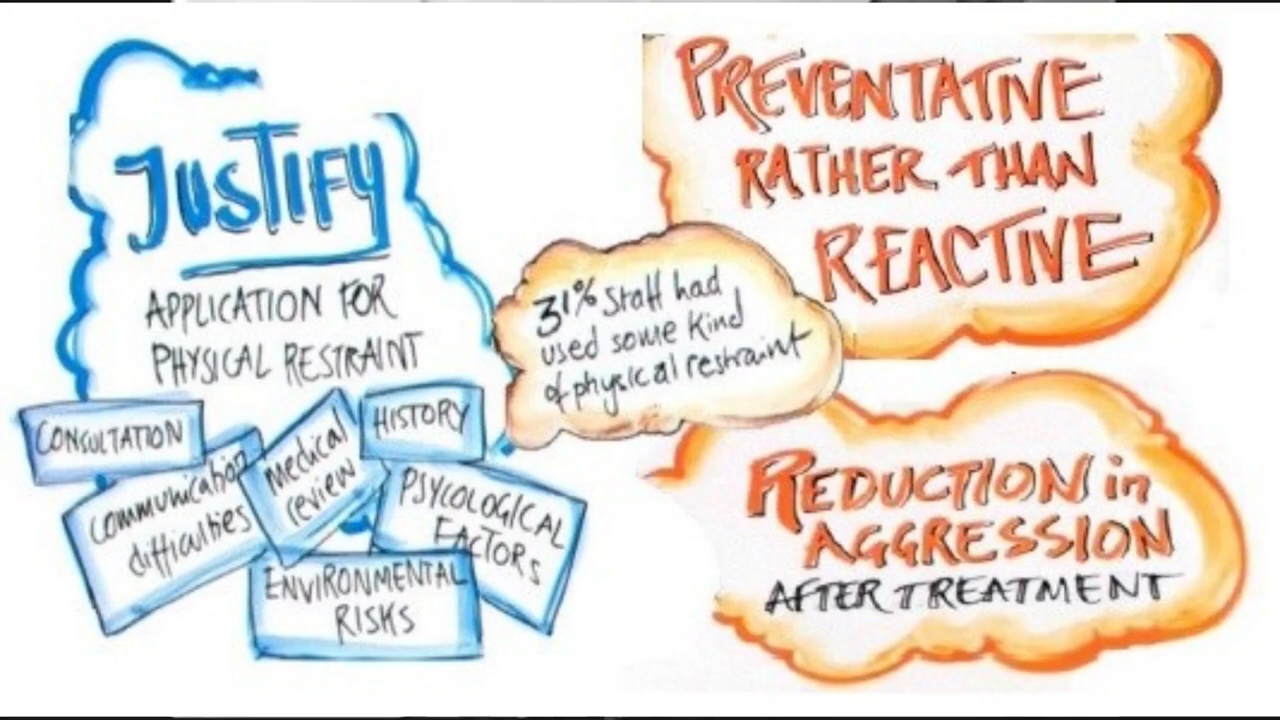 JUSTIFY
APPLICATION FOR
PHYSICAL RESTRAINT
CONSULTATION
communication
difficulties
medical
review
HISTORY
PSYCOLOGICAL
FACTORS
ENVIRONMENTAL
RISKS
31% Staff had
used some kind
of physical restraint
PREVENTATIVE
RATHER THAN
REACTIVE
REDUCTION in
AGGRESSION
AFTER TREATMENT